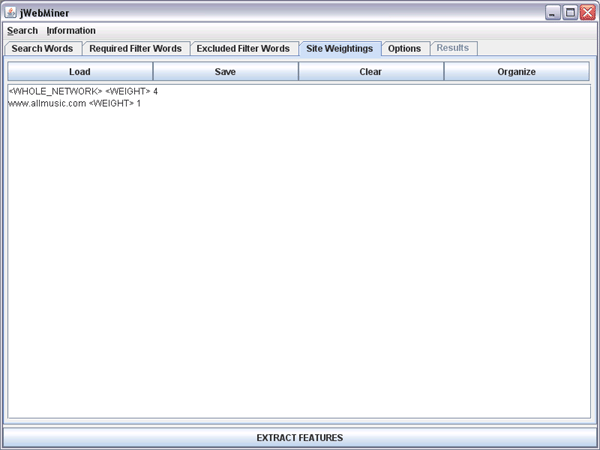 jWebMiner
Search Information
Search Words Required Filter Words Excluded Filter Words Site Weightings Options Results
Load Save Clear Organize
<WHOLE_NETWORK> <WEIGHT> 4
www.allmusic.com <WEIGHT> 1
EXTRACT FEATURES